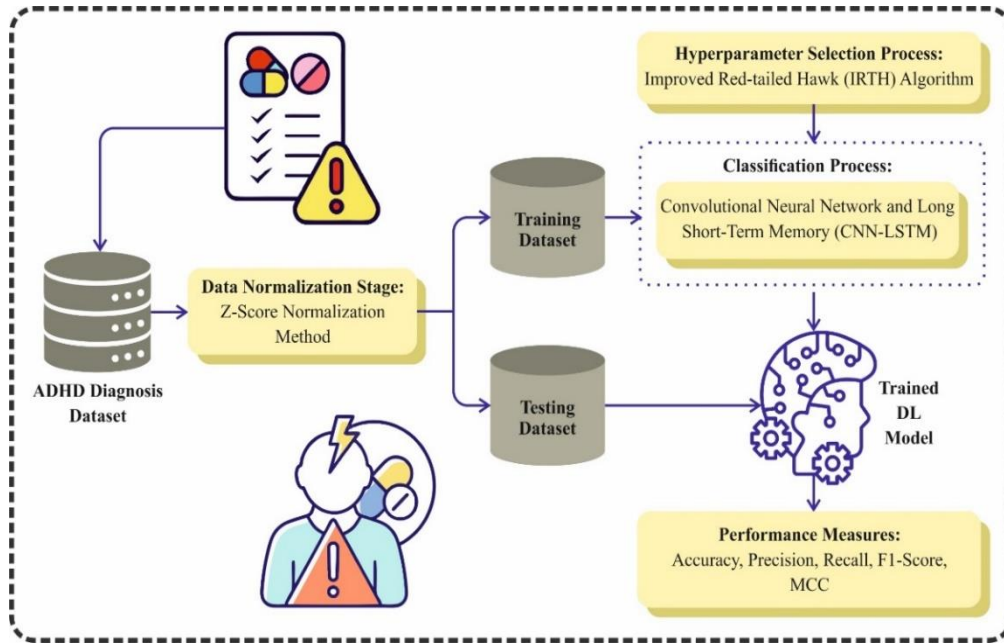 Hyperparameter Selection Process:
Improved Red-tailed Hawk (IRTH) Algorithm
Classification Process:
Convolutional Neural Network and Long
Short-Term Memory (CNN-LSTM)
Training
Dataset
Data Normalization Stage:
Z-Score Normalization
Method
ADHD Diagnosis
Dataset
Testing
Dataset
Trained
DL
Model
Performance Measures:
Accuracy, Precision, Recall, F1-Score,
MCC